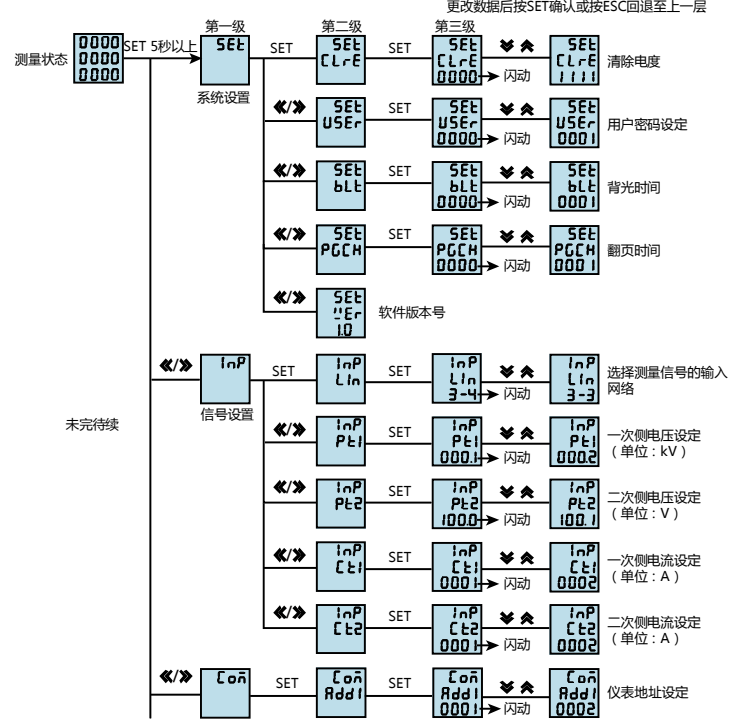 更改数据后按SET确认或按ESC回退至上一层
第一级 第二级 第三级
测量状态
0000
0000
0000
SET 5秒以上
SEt
系统设置
SET
SEt
CLrE
SET
SEt
CLrE
0000
闪动
SEt
CLrE
1111
清除电度
SEt
USEr
SET
SEt
USEr
0000
闪动
SEt
USEr
0001
用户密码设定
SEt
bLt
SET
SEt
bLt
0000
闪动
SEt
bLt
0001
背光时间
SEt
PGCH
SET
SEt
PGCH
0000
闪动
SEt
PGCH
0001
翻页时间
SEt
VEr
1.0
软件版本号
InP
信号设置
SET
InP
LIn
SET
InP
LIn
3-4
闪动
InP
LIn
3-3
选择测量信号的输入
网络
未完待续
InP
Pt1
SET
InP
Pt1
000.1
闪动
InP
Pt1
000.2
一次侧电压设定
（单位：kV）
InP
Pt2
SET
InP
Pt2
100.0
闪动
InP
Pt2
100.1
二次侧电压设定
（单位：V）
InP
Ct1
SET
InP
Ct1
0001
闪动
InP
Ct1
0002
一次侧电流设定
（单位：A）
InP
Ct2
SET
InP
Ct2
0001
闪动
InP
Ct2
0002
二次侧电流设定
（单位：A）
Con
SET
Con
Add1
SET
Con
Add1
0001
闪动
Con
Add1
0002
仪表地址设定